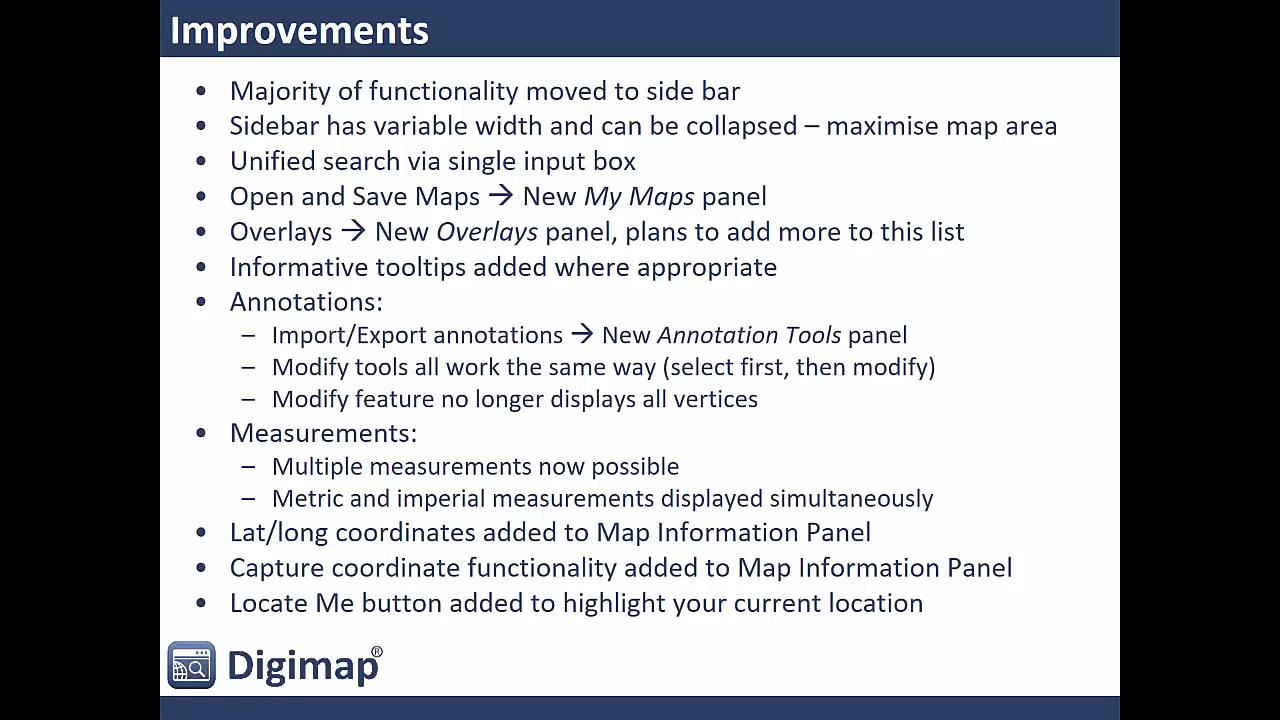 Improvements
• Majority of functionality moved to side bar
• Sidebar has variable width and can be collapsed – maximise map area
• Unified search via single input box
• Open and Save Maps → New My Maps panel
• Overlays → New Overlays panel, plans to add more to this list
• Informative tooltips added where appropriate
• Annotations:
– Import/Export annotations → New Annotation Tools panel
– Modify tools all work the same way (select first, then modify)
– Modify feature no longer displays all vertices
• Measurements:
– Multiple measurements now possible
– Metric and imperial measurements displayed simultaneously
• Lat/long coordinates added to Map Information Panel
• Capture coordinate functionality added to Map Information Panel
• Locate Me button added to highlight your current location
Digimap®